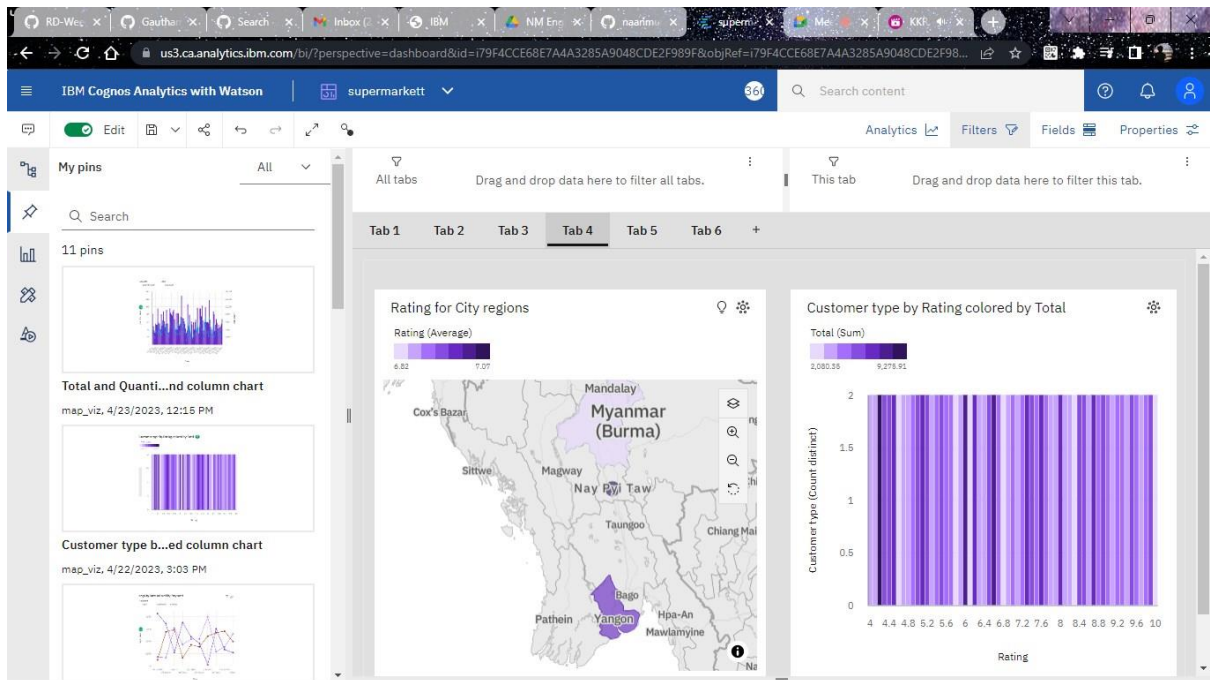 RD-Wec
Gauthar
Search
Inbox (2
IBM
NM Eng
naarimu
superm
Mee
KKR
us3.ca.analytics.ibm.com/bi/?perspective=dashboard&id=i79F4CCE68E7A4A3285A9048CDE2F989F&objRef=i79F4CCE68E7A4A3285A9048CDE2F98...
IBM Cognos Analytics with Watson
supermarkett
360
Search content
Edit
Analytics
Filters
Fields
Properties
My pins
All
Search
11 pins
Total and Quanti...nd column chart
map_viz, 4/23/2023, 12:15 PM
Customer type b...ed column chart
map_viz, 4/22/2023, 3:03 PM
All tabs
Drag and drop data here to filter all tabs.
This tab
Drag and drop data here to filter this tab.
Tab 1 Tab 2 Tab 3 Tab 4 Tab 5 Tab 6 +
Rating for City regions
Rating (Average)
6.82 7.07
Mandalay
Cox's Bazar
Myanmar
(Burma)
Sittwe
Magway
Nay Pyi Taw
Taungoo
Chiang Mai
Bago
Pathein
Yangon
Hpa-An
Mawlamyine
Na
Customer type by Rating colored by Total
Total (Sum)
2,080.38 9,276.91
Customer type (Count distinct)
2
1.5
1
0.5
0
4 4.4 4.8 5.2 5.6 6 6.4 6.8 7.2 7.6 8 8.4 8.8 9.2 9.6 10
Rating